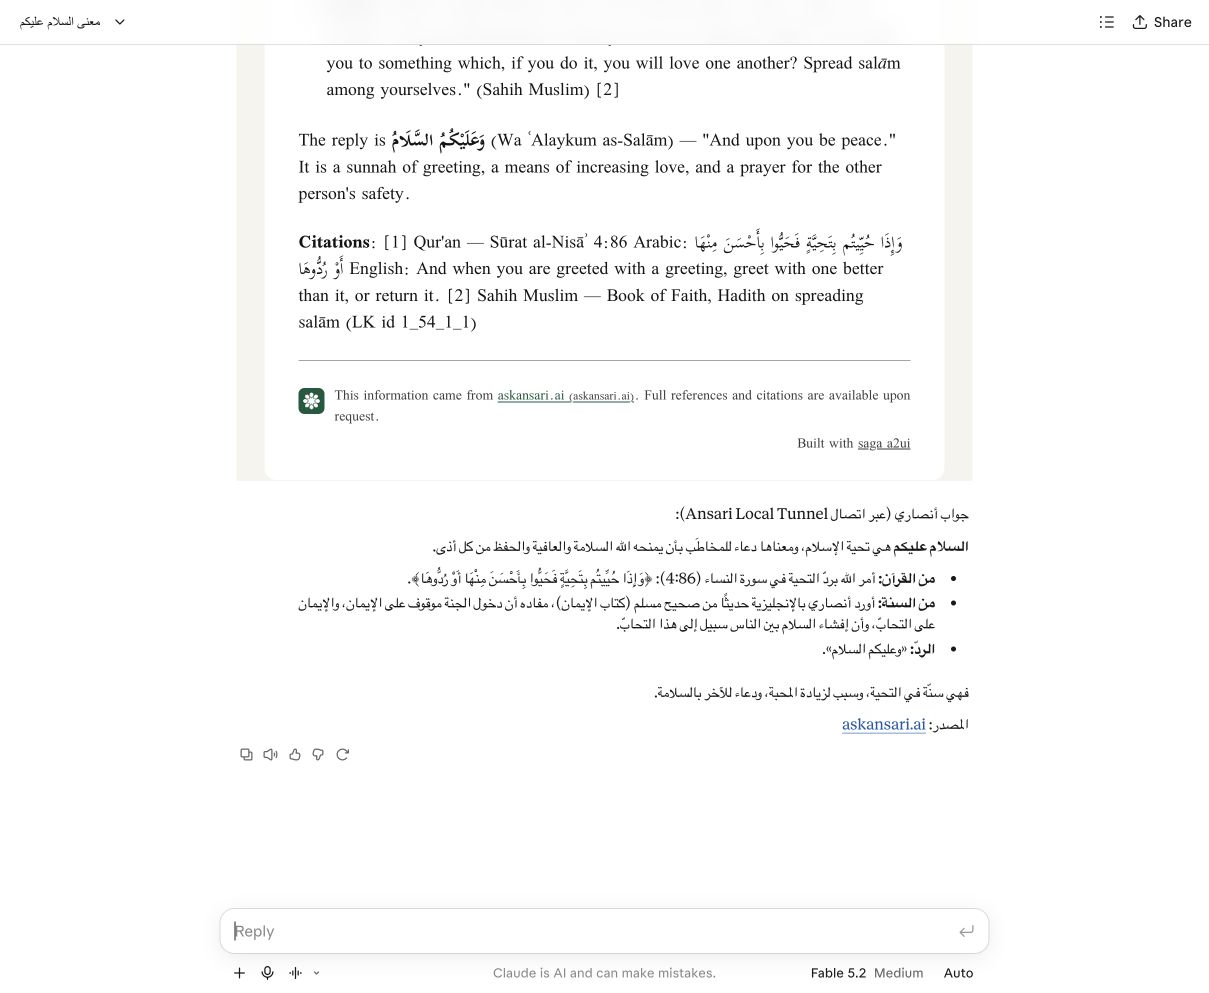 معنى السلام عليكم
Share
you to something which, if you do it, you will love one another? Spread salām
among yourselves." (Sahih Muslim) [2]
The reply is وَعَلَيْكُمُ السَّلَامُ (Wa ʿAlaykum as-Salām) — "And upon you be peace."
It is a sunnah of greeting, a means of increasing love, and a prayer for the other
person's safety.
Citations: [1] Qur'an — Sūrat al-Nisāʾ 4:86 Arabic: وَإِذَا حُيِّيتُم بِتَحِيَّةٍ فَحَيُّوا بِأَحْسَنَ مِنْهَا
أَوْ رُدُّوهَا English: And when you are greeted with a greeting, greet with one better
than it, or return it. [2] Sahih Muslim — Book of Faith, Hadith on spreading
salām (LK id 1_54_1_1)
This information came from askansari.ai (askansari.ai). Full references and citations are available upon
request.
Built with saga a2ui
جواب أنصاري (عبر اتصال Ansari Local Tunnel):
السلام عليكم هي تحية الإسلام، ومعناها دعاء للمخاطَب بأن يمنحه الله السلامة والعافية والحفظ من كل أذى.
• من القرآن: أمر الله بردّ التحية في سورة النساء (4:86): ﴿وَإِذَا حُيِّيتُم بِتَحِيَّةٍ فَحَيُّوا بِأَحْسَنَ مِنْهَا أَوْ رُدُّوهَا﴾.
• من السنة: أورد أنصاري بالإنجليزية حديثًا من صحيح مسلم (كتاب الإيمان)، مفاده أن دخول الجنة موقوف على الإيمان، والإيمان
على التحابّ، وأن إفشاء السلام بين الناس سبيل إلى هذا التحابّ.
• الردّ: «وعليكم السلام».
فهي سنّة في التحية، وسبب لزيادة المحبة، ودعاء للآخر بالسلامة.
المصدر: askansari.ai
Reply
Claude is AI and can make mistakes.
Fable 5.2 Medium
Auto